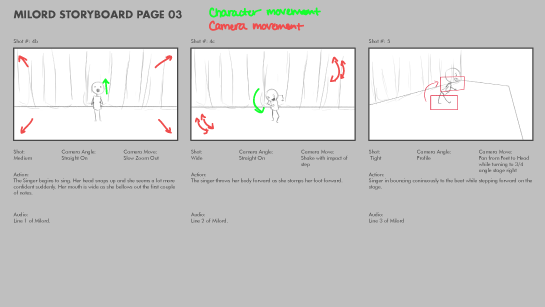 MILORD STORYBOARD PAGE 03
Character movement
Camera movement
Shot #: 4b
Shot #: 4c
Shot #: 5
Shot:
Medium
Camera Angle:
Straight On
Camera Move:
Slow Zoom Out
Action:
The Singer begins to sing. Her head snaps up and she seems a lot more
confident suddenly. Her mouth is wide as she bellows out the first couple
of notes.
Audio:
Line 1 of Milord.
Shot:
Wide
Camera Angle:
Straight On
Camera Move:
Shake with impact of
step
Action:
The singer throws her body forward as she stamps her foot forward.
Audio:
Line 2 of Milord.
Shot:
Tight
Camera Angle:
Profile
Camera Move:
Pan from Feet to Head
while turning to 3/4
angle stage-right
Action:
Singer in bouncing continuously to the beat while stepping forward on the
stage.
Audio:
Line 3 of Milord.